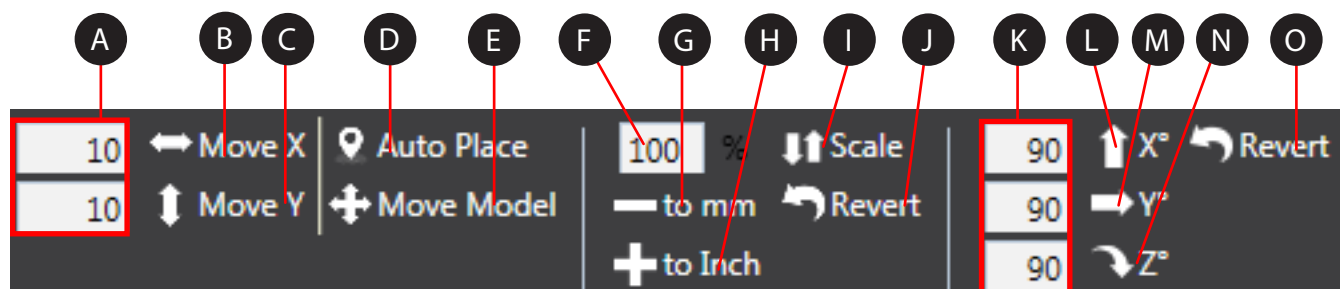 A B C D E F G H I J K L M N O
10 Move X Auto Place 100 % Scale 90 X° Revert
10 Move Y Move Model to mm Revert 90 Y°
to Inch 90 Z°